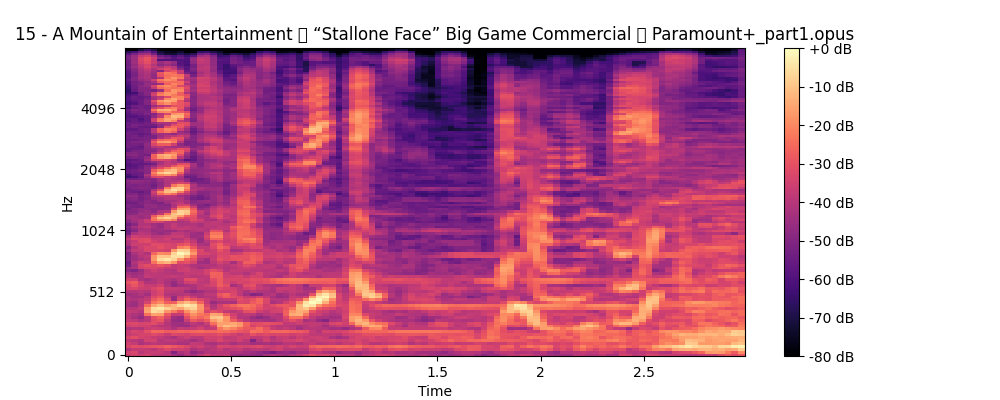 15 - A Mountain of Entertainment ▯ “Stallone Face” Big Game Commercial ▯ Paramount+_part1.opus
+0 dB
-10 dB
-20 dB
-30 dB
-40 dB
-50 dB
-60 dB
-70 dB
-80 dB
4096
2048
1024
512
0
Hz
0
0.5
1
1.5
2
2.5
Time